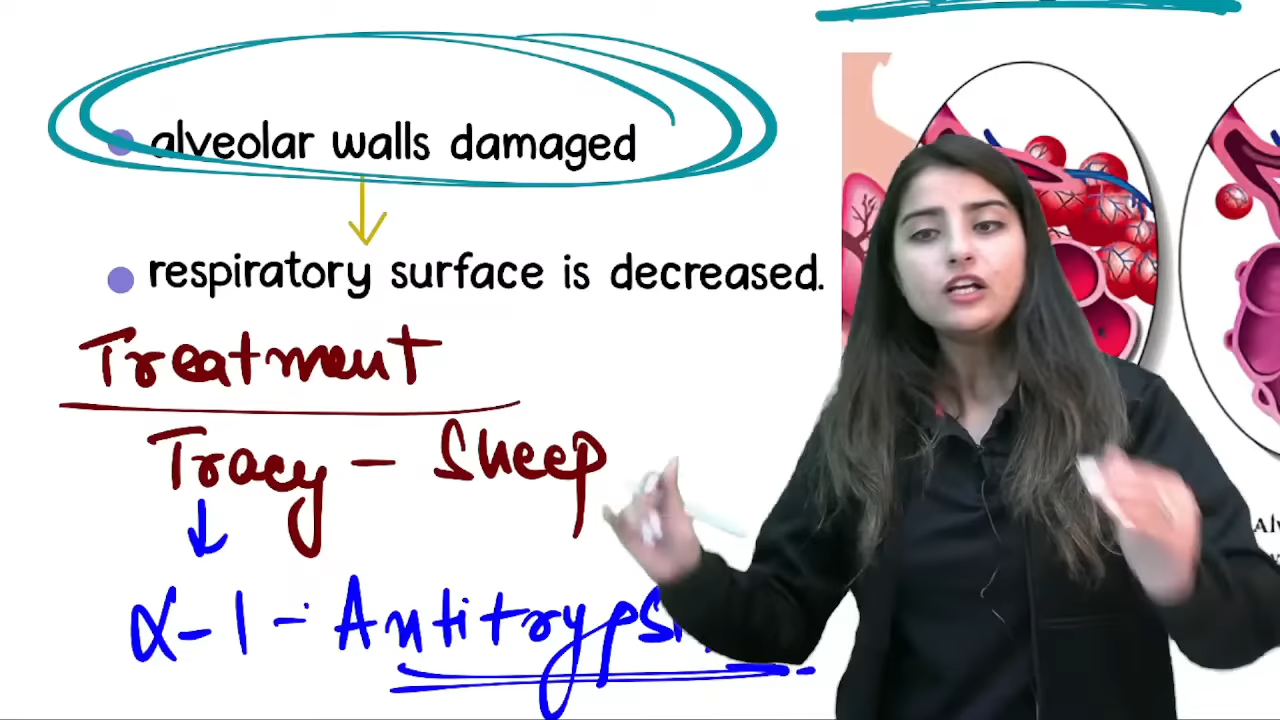 alveolar walls damaged
respiratory surface is decreased.
Treatment
Tracy - Sheep
α-1-Antitryps